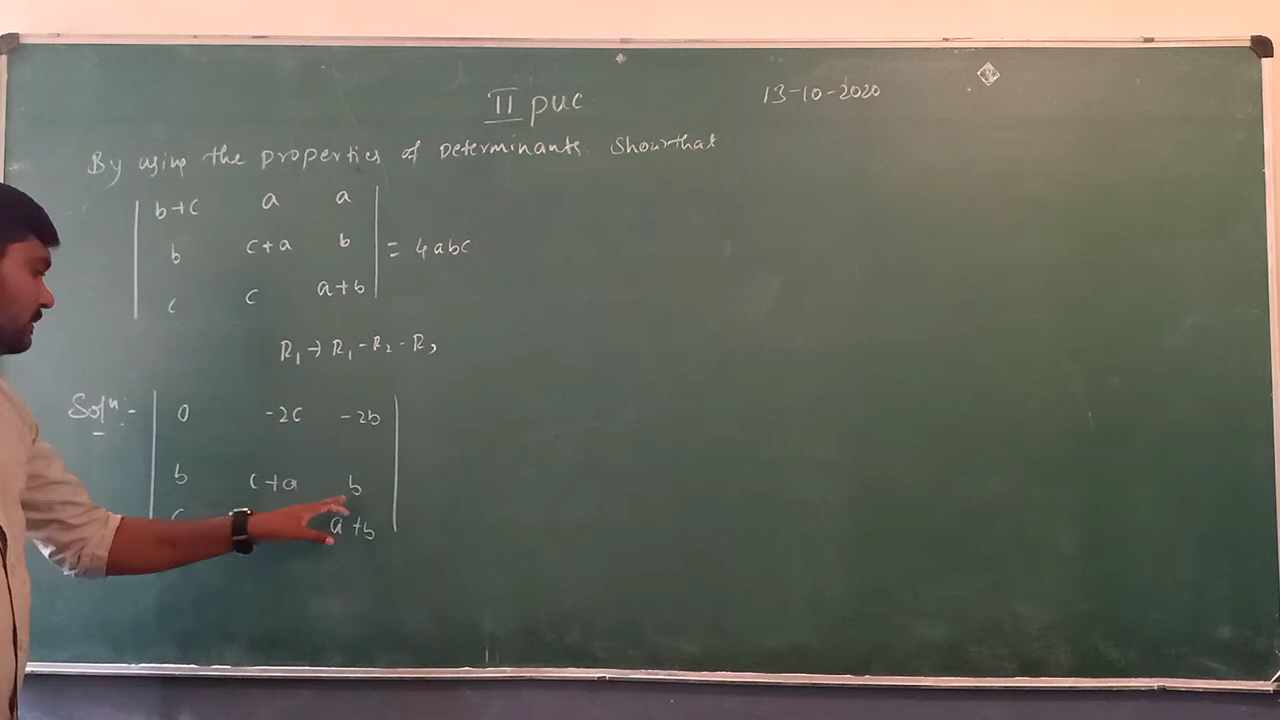 II puc
13-10-2020
By using the properties of Determinants. Show that
b+c a a
b c+a b = 4abc
c c a+b
R₁ → R₁ - R₂ - R₃
Solⁿ:- 0 -2c -2b
b c+a b
c a+b